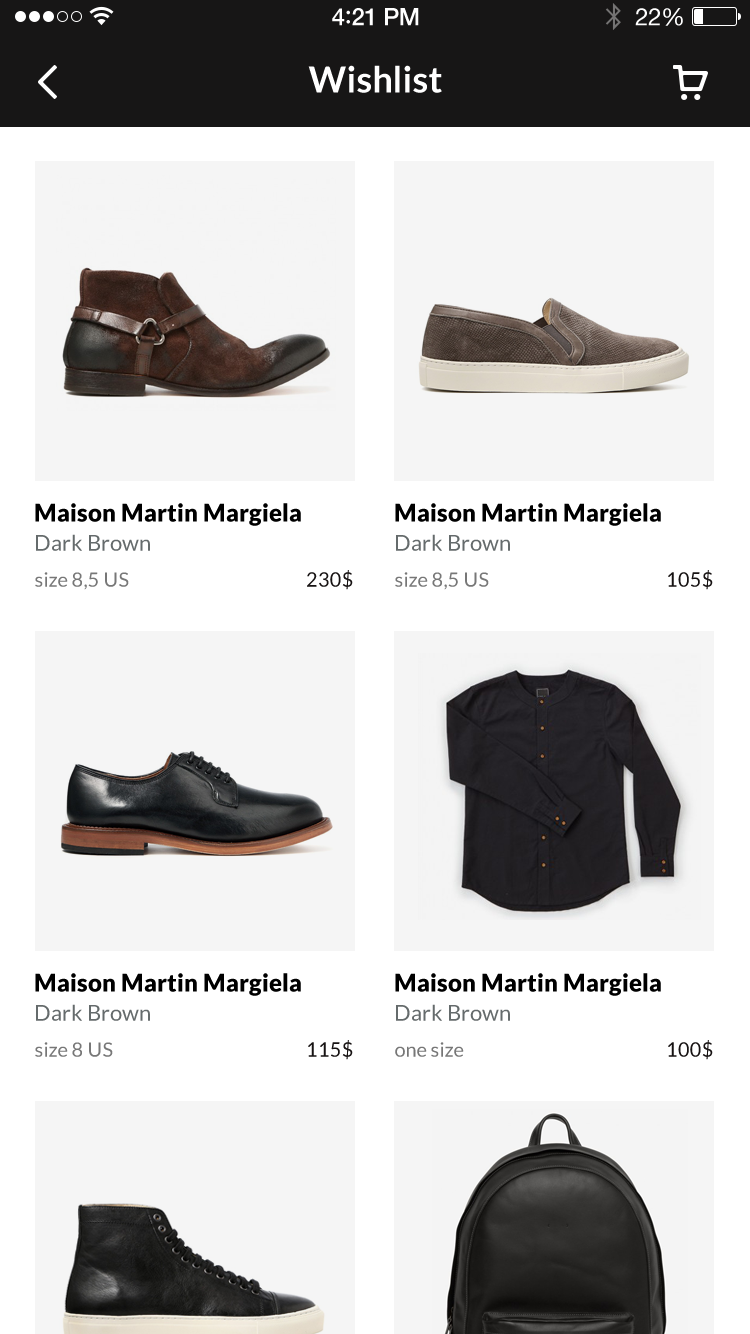 4:21 PM 22%
Wishlist
Maison Martin Margiela
Dark Brown
size 8,5 US 230$
Maison Martin Margiela
Dark Brown
size 8,5 US 105$
Maison Martin Margiela
Dark Brown
size 8 US 115$
Maison Martin Margiela
Dark Brown
one size 100$